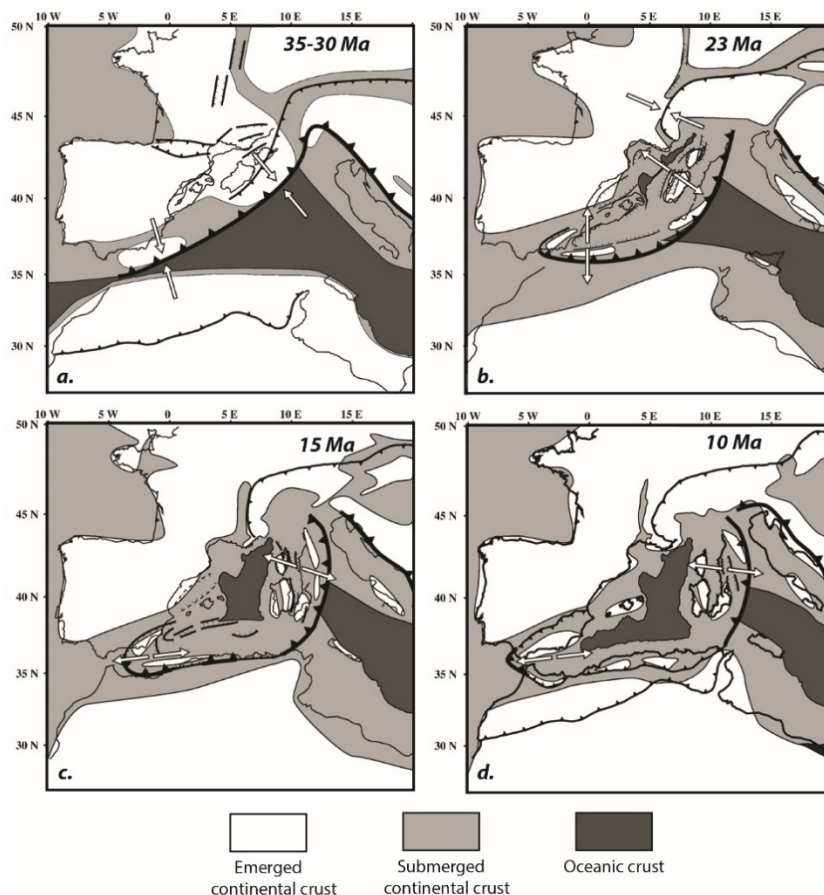 10 W 5 W 0 5 E 10 E 15 E
50 N
45 N
40 N
35 N
30 N
35-30 Ma
a.
10 W 5 W 0 5 E 10 E 15 E
50 N
45 N
40 N
35 N
30 N
23 Ma
b.
10 W 5 W 0 5 E 10 E 15 E
50 N
45 N
40 N
35 N
30 N
15 Ma
c.
10 W 5 W 0 5 E 10 E 15 E
50 N
45 N
40 N
35 N
30 N
10 Ma
d.
Emerged
continental crust
Submerged
continental crust
Oceanic crust